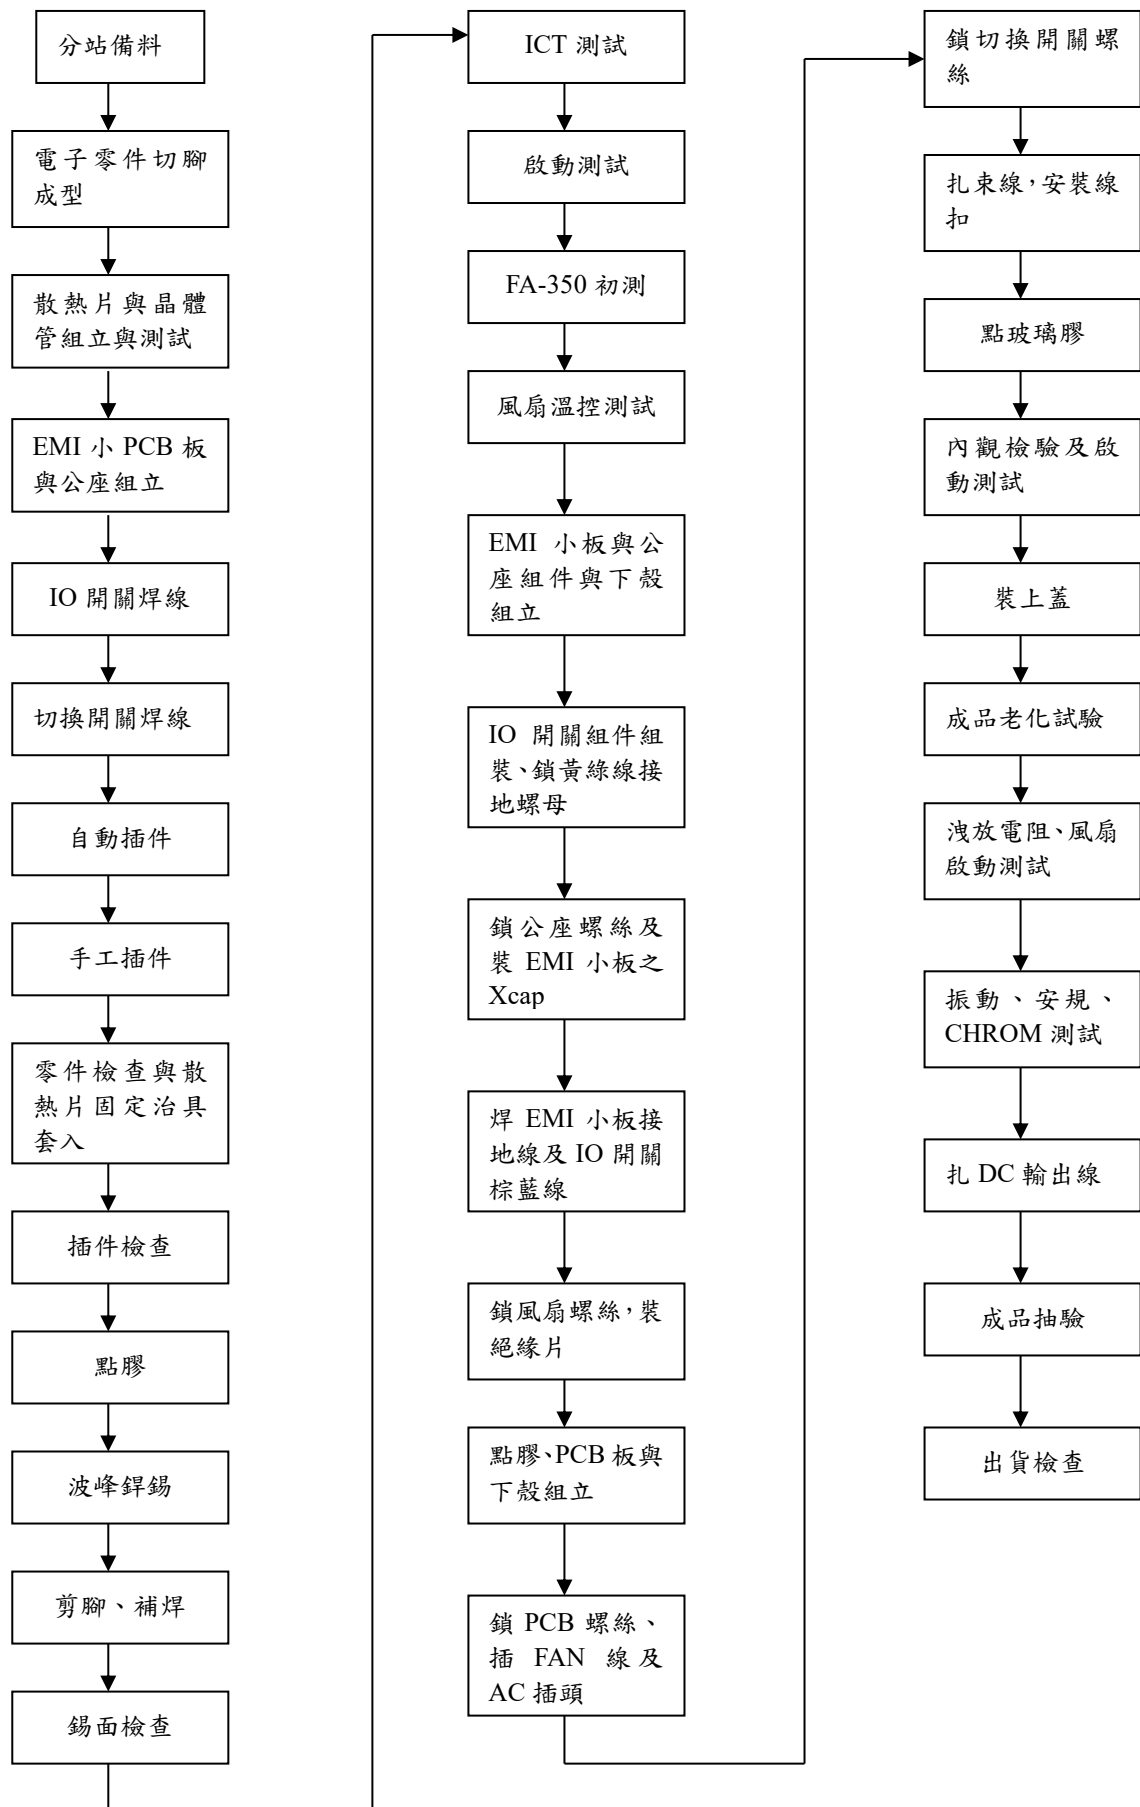 分站備料
電子零件切腳
成型
散熱片與晶體
管組立與測試
EMI 小 PCB 板
與公座組立
IO 開關焊線
切換開關焊線
自動插件
手工插件
零件檢查與散
熱片固定治具
套入
插件檢查
點膠
波峰銲錫
剪腳、補焊
錫面檢查
ICT 測試
啟動測試
FA-350 初測
風扇溫控測試
EMI 小板與公
座組件與下殼
組立
IO 開關組件組
裝、鎖黃綠線接
地螺母
鎖公座螺絲及
裝 EMI 小板之
Xcap
焊 EMI 小板接
地線及 IO 開關
棕藍線
鎖風扇螺絲,裝
絕緣片
點膠、PCB 板與
下殼組立
鎖 PCB 螺絲、
插 FAN 線及
AC 插頭
鎖切換開關螺
絲
扎束線,安裝線
扣
點玻璃膠
內觀檢驗及啟
動測試
裝上蓋
成品老化試驗
洩放電阻、風扇
啟動測試
振動、安規、
CHROM 測試
扎 DC 輸出線
成品抽驗
出貨檢查